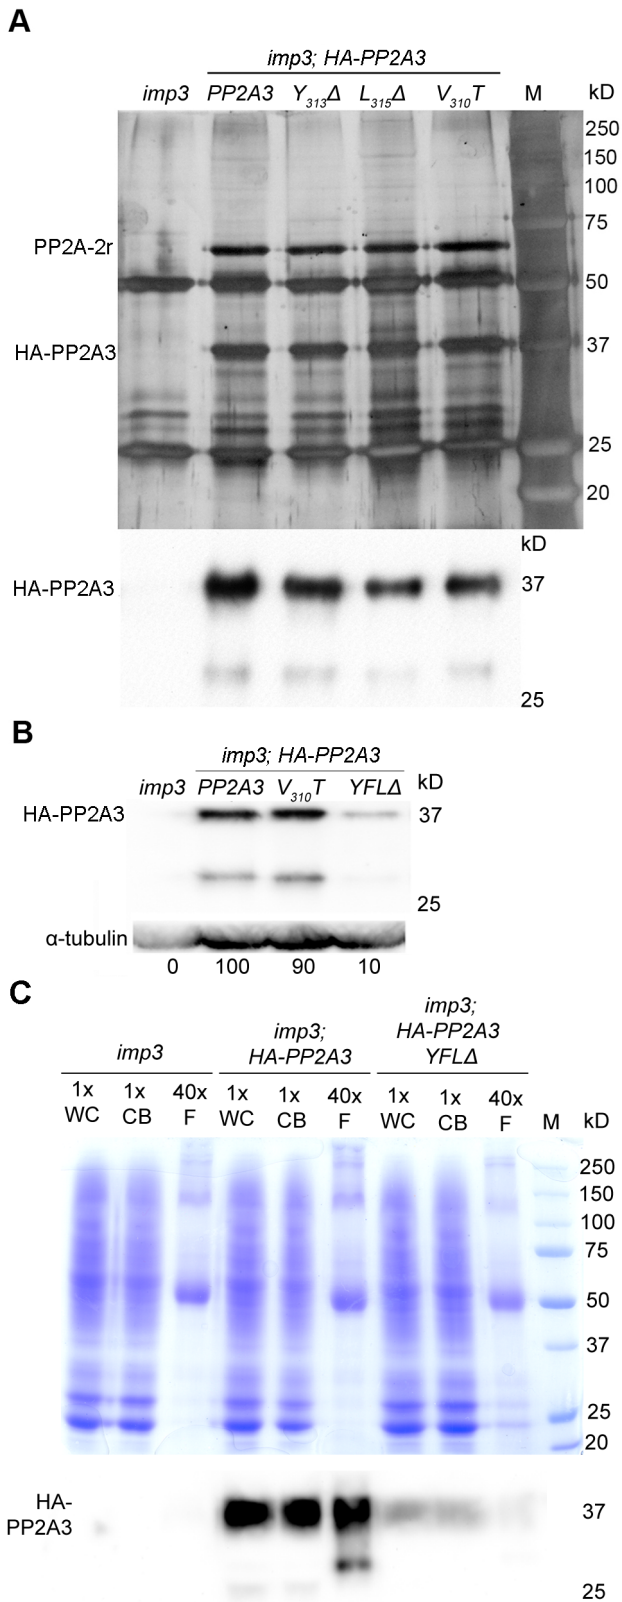 A
imp3; HA-PP2A3
imp3 PP2A3 Y313Δ L315Δ V310T M kD
250
150
100
75
PP2A-2r
50
HA-PP2A3 37
25
20
kD
HA-PP2A3 37
25
B
imp3; HA-PP2A3
imp3 PP2A3 V310T YFLΔ kD
HA-PP2A3 37
25
α-tubulin
0 100 90 10
C
imp3 imp3; HA-PP2A3 imp3; HA-PP2A3 YFLΔ
1x 1x 40x 1x 1x 40x 1x 1x 40x
WC CB F WC CB F WC CB F M kD
250
150
100
75
50
37
25
20
HA-
PP2A3 37
25